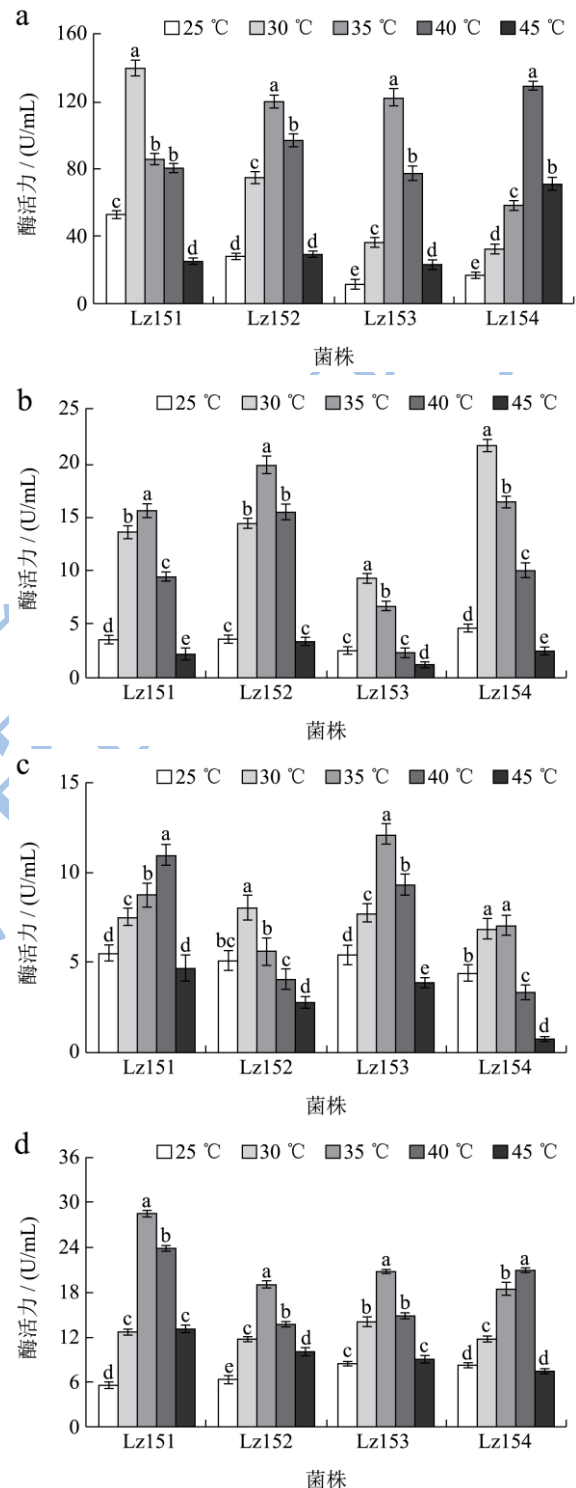 a
□25 ℃ □30 ℃ □35 ℃ □40 ℃ ■45 ℃
酶活力 / (U/mL)
160
120
80
40
0
c a b b d
d c a b d
e c a b d
e d c a b
Lz151 Lz152 Lz153 Lz154
菌株
b
□25 ℃ □30 ℃ □35 ℃ □40 ℃ ■45 ℃
酶活力 / (U/mL)
25
20
15
10
5
0
d b a c e
c b a b c
c a b c d
d a b c e
Lz151 Lz152 Lz153 Lz154
菌株
c
□25 ℃ □30 ℃ □35 ℃ □40 ℃ ■45 ℃
酶活力 / (U/mL)
15
10
5
0
d c b a d
bc a b c d
d c a b e
b a a c d
Lz151 Lz152 Lz153 Lz154
菌株
d
□25 ℃ □30 ℃ □35 ℃ □40 ℃ ■45 ℃
酶活力 / (U/mL)
36
30
24
18
12
6
0
d c a b c
e c a b d
c b a b c
d c b a d
Lz151 Lz152 Lz153 Lz154
菌株